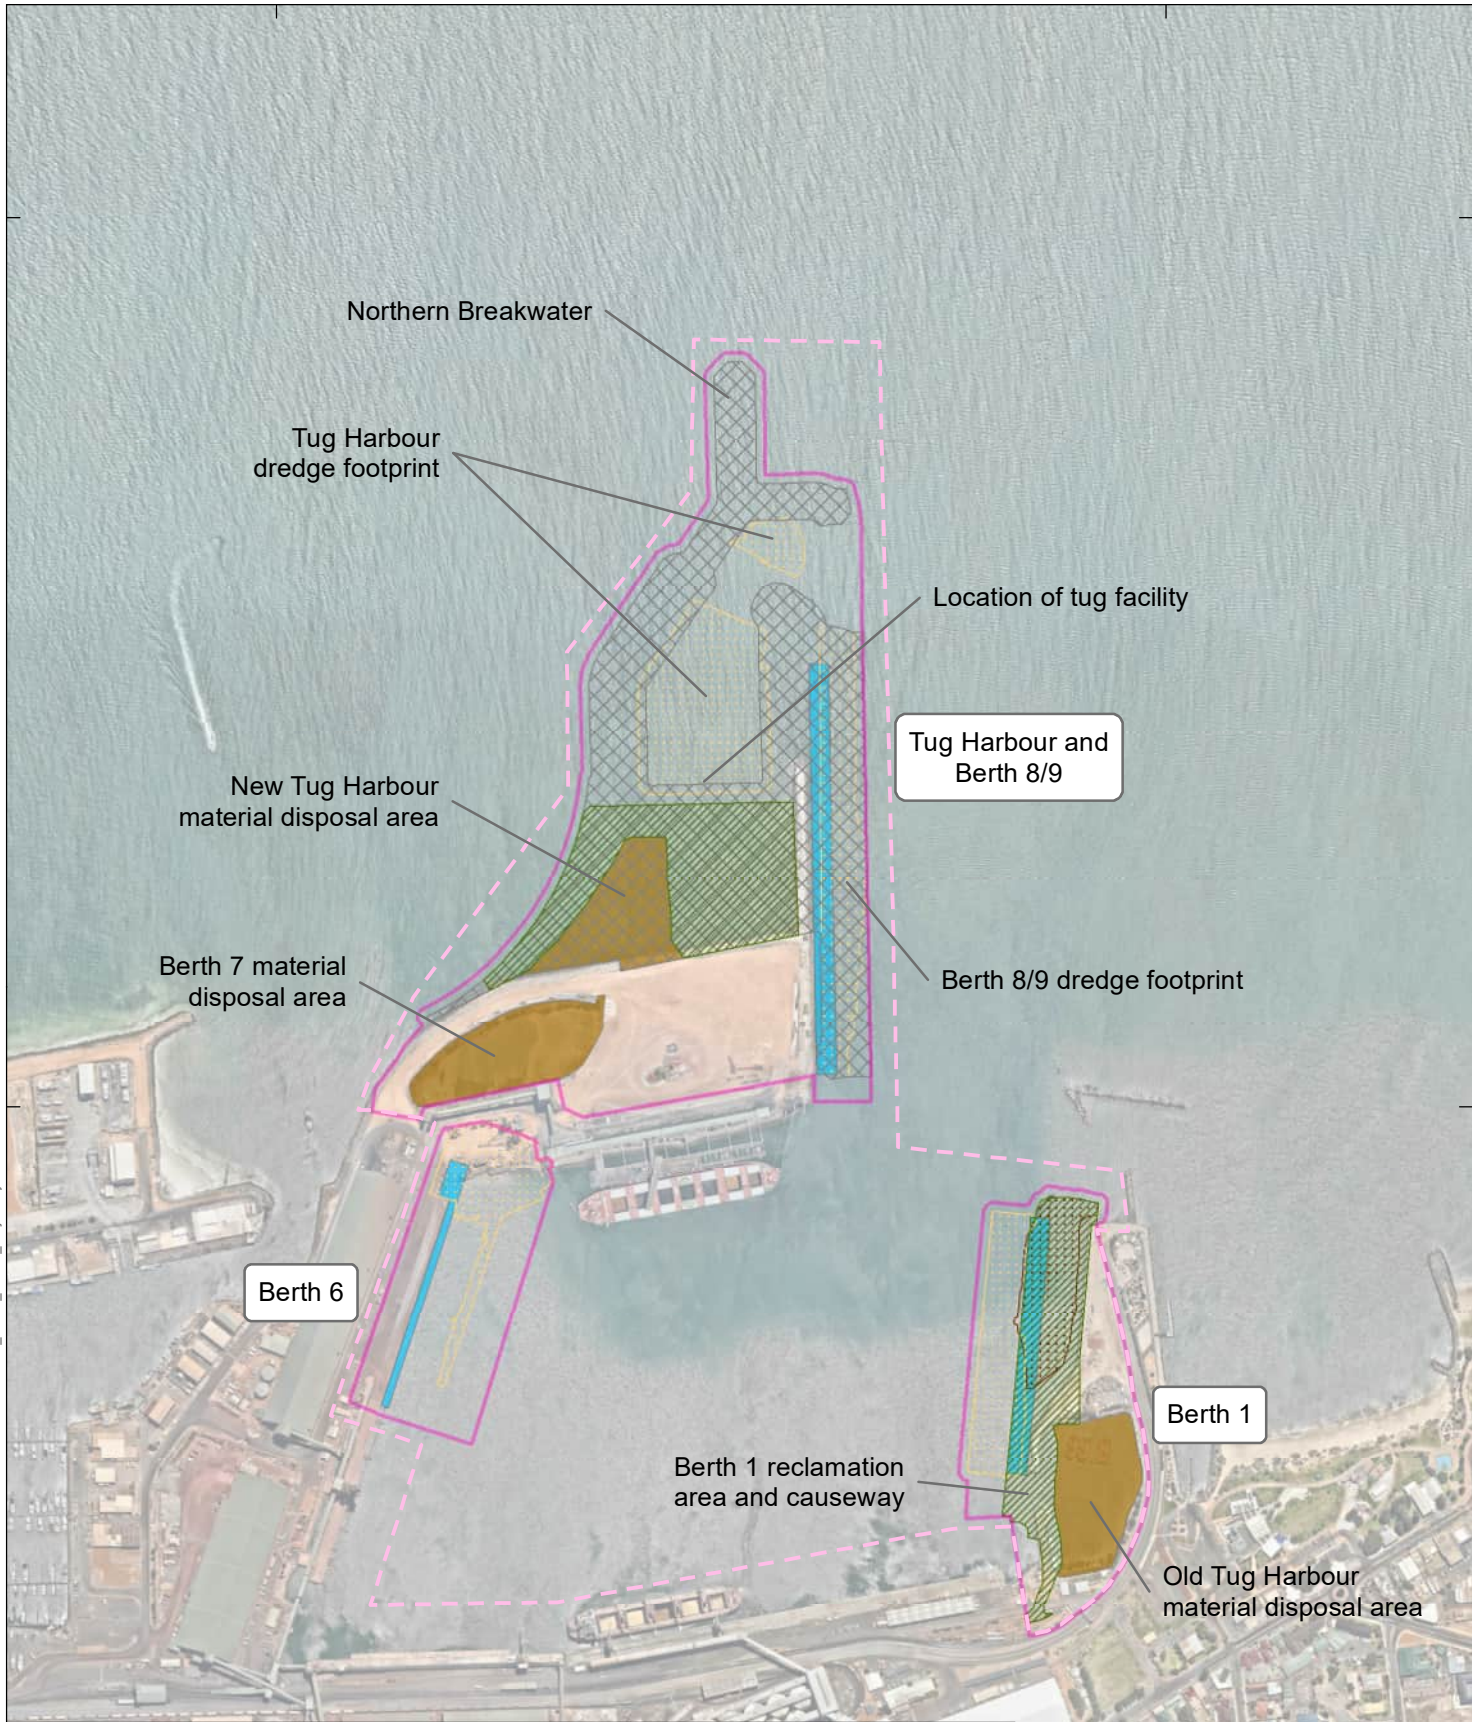 Northern Breakwater
Tug Harbour
dredge footprint
Location of tug facility
Tug Harbour and
Berth 8/9
New Tug Harbour
material disposal area
Berth 7 material
disposal area
Berth 8/9 dredge footprint
Berth 6
Berth 1
Berth 1 reclamation
area and causeway
Old Tug Harbour
material disposal area